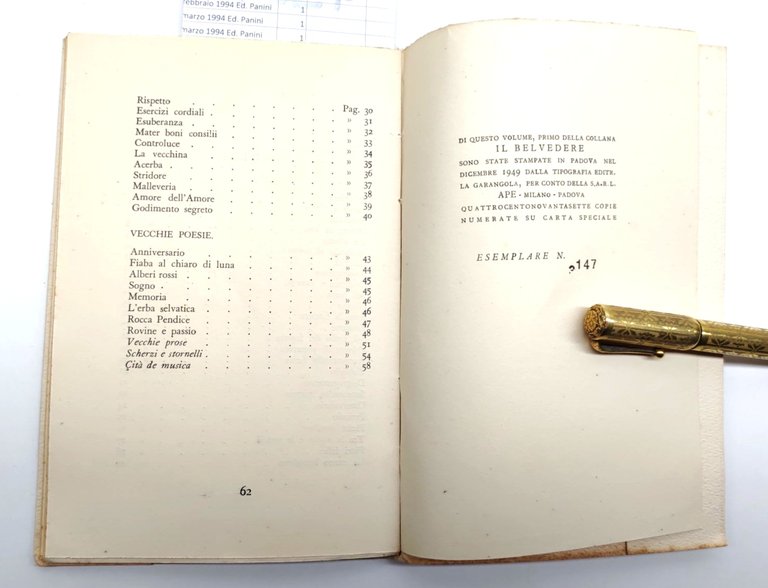 febbraio 1994 Ed. Panini 1
marzo 1994 Ed. Panini 1
marzo 1994 Ed. Panini 1
Rispetto . . . . . . . Pag. 30
Esercizi cordiali . . . . . . » 31
Esuberanza . . . . . . . » 31
Mater boni consilii . . . . . » 32
Controluce . . . . . . . » 33
La vecchina . . . . . . . » 34
Acerba . . . . . . . . » 35
Stridore . . . . . . . . » 36
Malleveria . . . . . . . » 37
Amore dell'Amore . . . . . . » 39
Godimento segreto . . . . . . » 40
VECCHIE POESIE.
Anniversario . . . . . . . » 43
Fiaba al chiaro di luna . . . . » 44
Alberi rossi . . . . . . . » 45
Sogno . . . . . . . . » 45
Memoria . . . . . . . » 46
L'erba selvatica . . . . . . » 46
Rocca Pendice . . . . . . » 47
Rovine e passio . . . . . . » 48
Vecchie prose . . . . . . » 51
Scherzi e stornelli . . . . . . » 54
Çità de musica . . . . . . » 58
62
DI QUESTO VOLUME, PRIMO DELLA COLLANA
IL BELVEDERE
SONO STATE STAMPATE IN PADOVA NEL
DICEMBRE 1949 DALLA TIPOGRAFIA EDITR.
LA GARANGOLA, PER CONTO DELLA S.A.R.L.
APE - MILANO - PADOVA
QUATTROCENTONOVANTASETTE COPIE
NUMERATE SU CARTA SPECIALE
ESEMPLARE N.
147